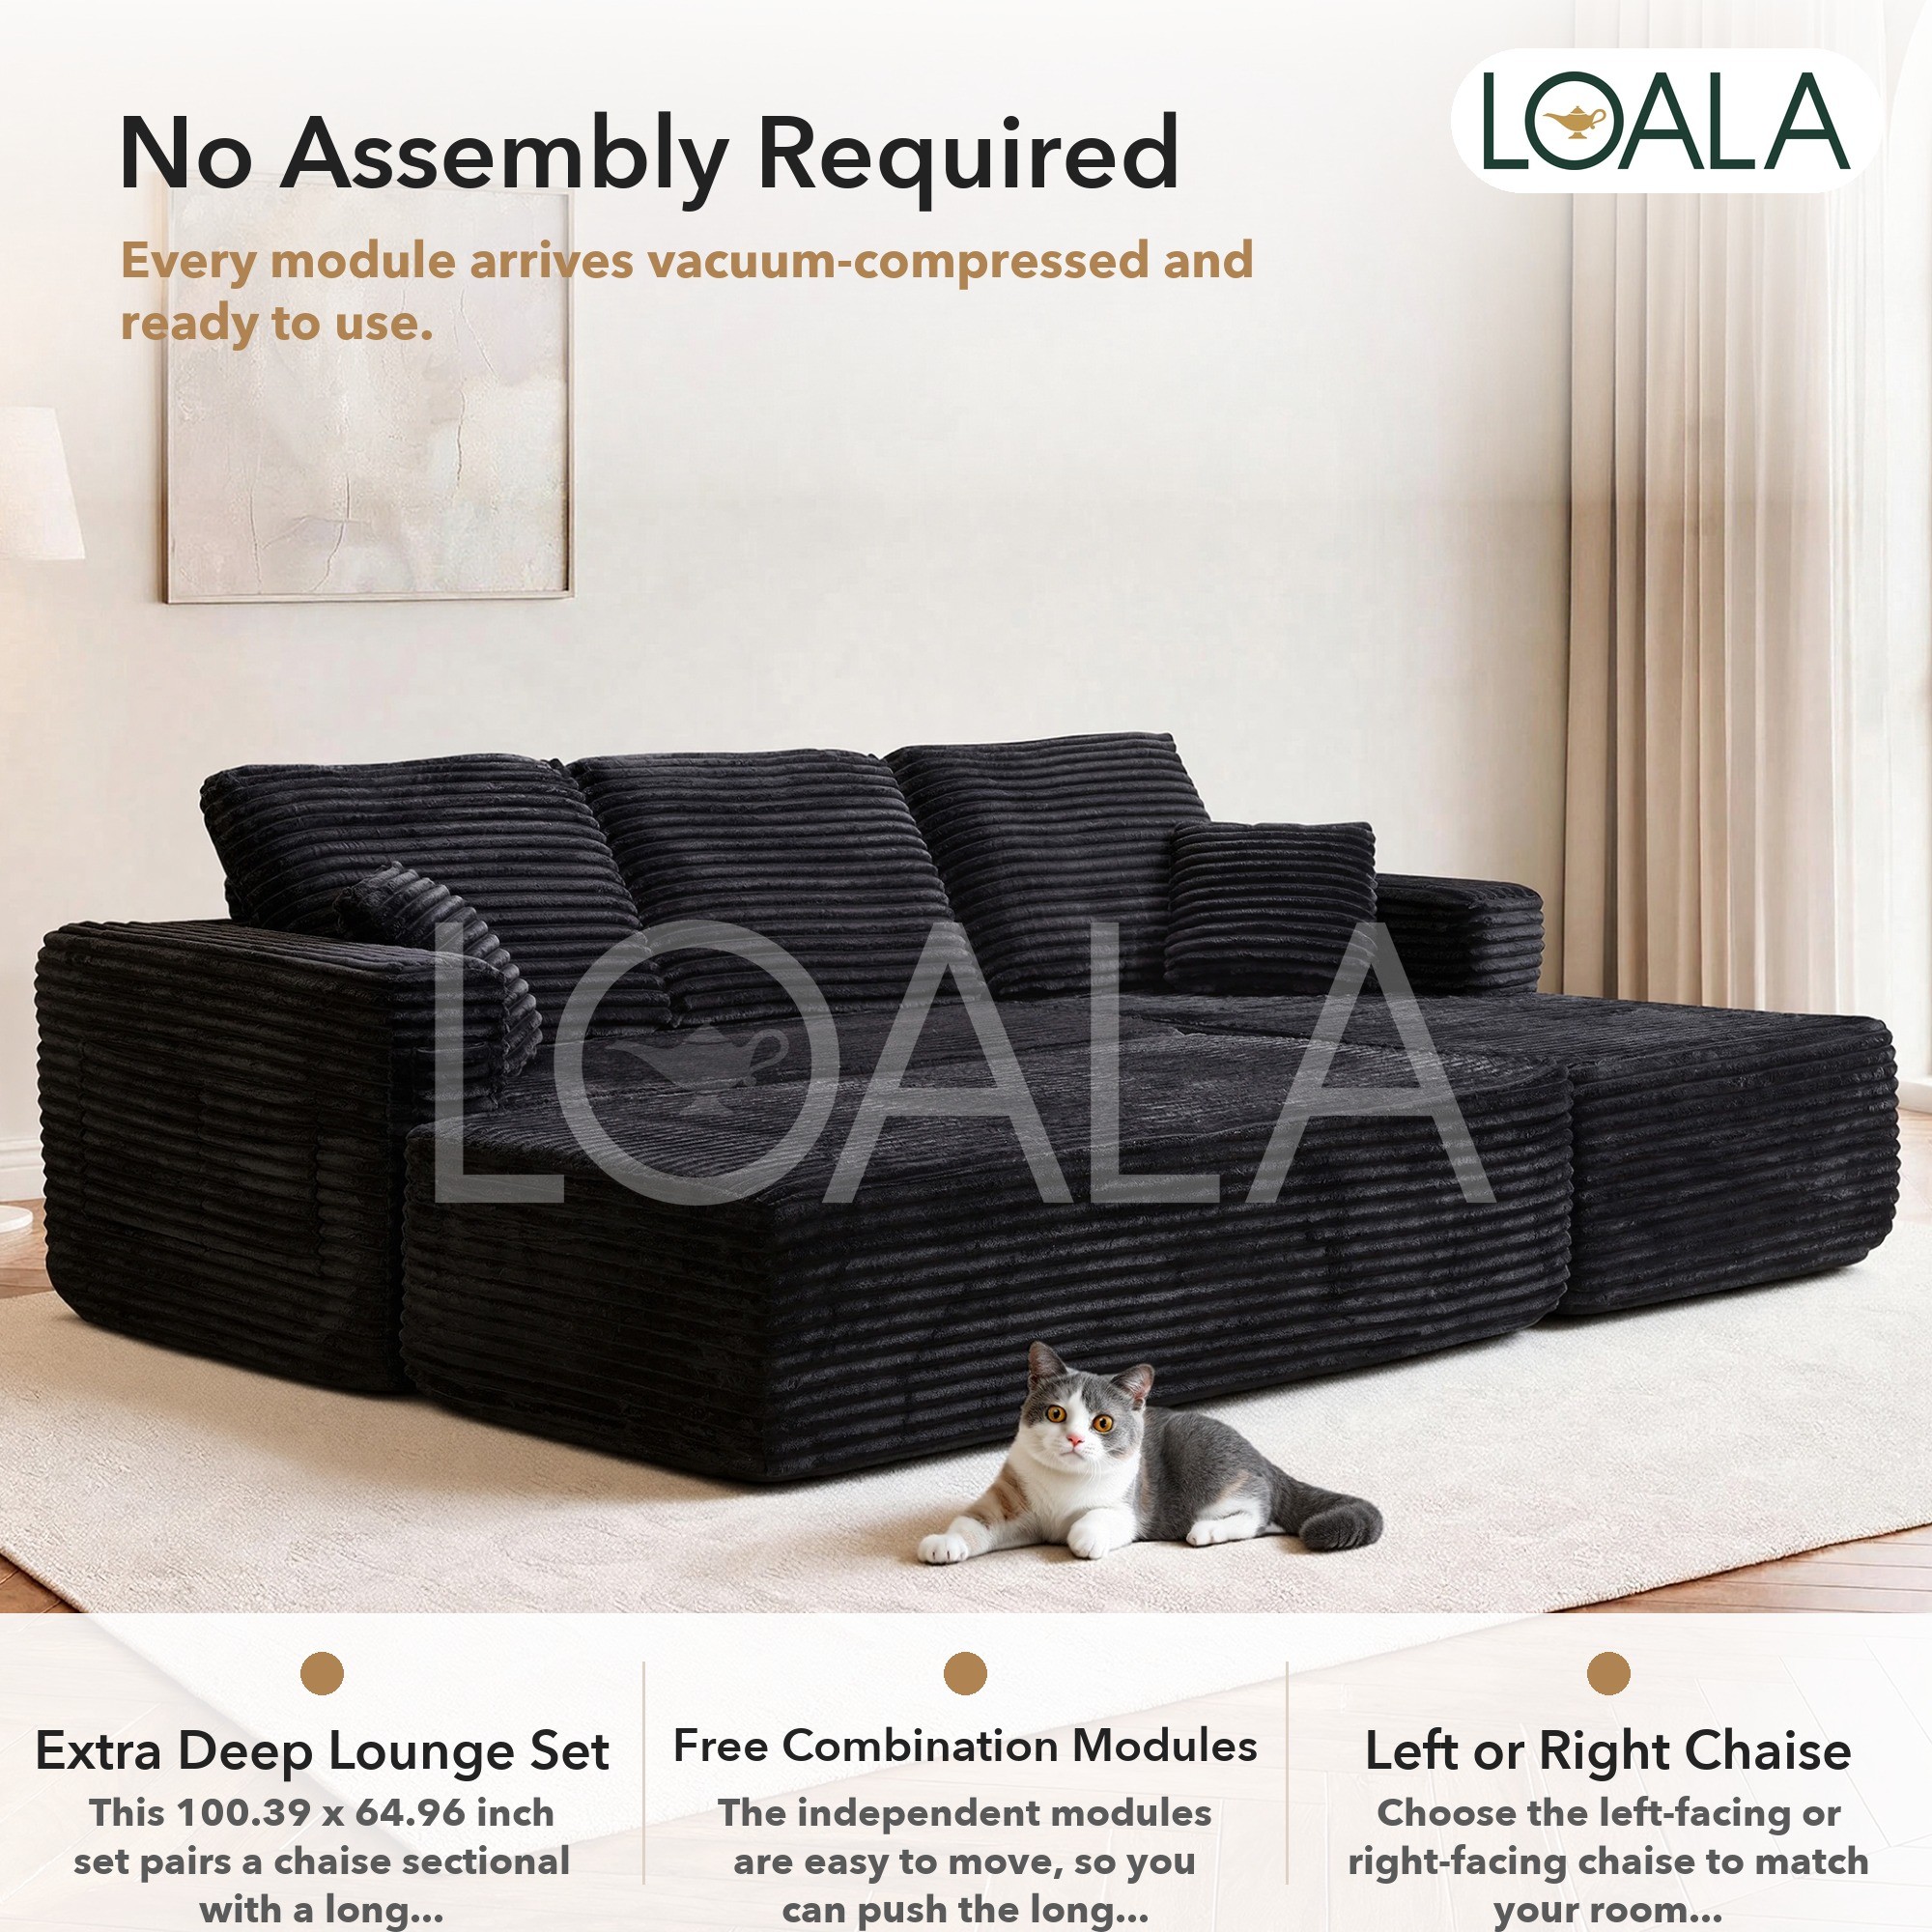 LOALA
No Assembly Required
Every module arrives vacuum-compressed and
ready to use.
LOALA
Extra Deep Lounge Set
This 100.39 x 64.96 inch
set pairs a chaise sectional
with a long...
Free Combination Modules
The independent modules
are easy to move, so you
can push the long...
Left or Right Chaise
Choose the left-facing or
right-facing chaise to match
your room...